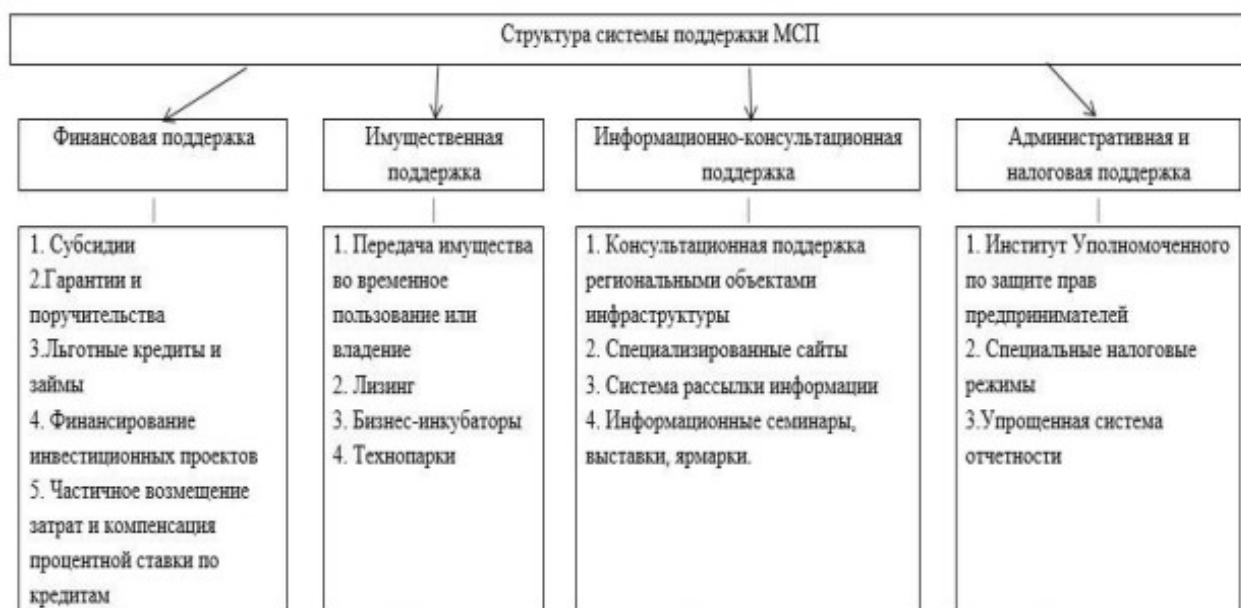 Структура системы поддержки МСП
Финансовая поддержка
Имущественная
поддержка
Информационно-консультационная
поддержка
Административная и
налоговая поддержка
1. Субсидии
2.Гарантии и
поручительства
3.Льготные кредиты и
займы
4. Финансирование
инвестиционных проектов
5. Частичное возмещение
затрат и компенсация
процентной ставки по
кредитам
1. Передача имущества
во временное
пользование или
владение
2. Лизинг
3. Бизнес-инкубаторы
4. Технопарки
1. Консультационная поддержка
региональными объектами
инфраструктуры
2. Специализированные сайты
3. Система рассылки информации
4. Информационные семинары,
выставки, ярмарки.
1. Институт Уполномоченного
по защите прав
предпринимателей
2. Специальные налоговые
режимы
3.Упрощенная система
отчетности